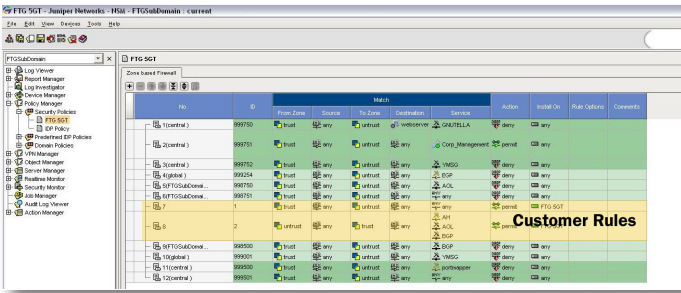 FTG 5GT - Juniper Networks - NSM - FTGSubDomain : current
File Edit View Devices Tools Help
FTGSubDomain
FTG 5GT
Log Viewer
Report Manager
Log Investigator
Device Manager
Policy Manager
Security Policies
FTG 5GT
IDP Policy
Predefined IDP Policies
Domain Policies
VPN Manager
Object Manager
Server Manager
Realtime Monitor
Security Monitor
Job Manager
Audit Log Viewer
Action Manager
Zone based Firewall
Match
No. ID From Zone Source To Zone Destination Service Action Install On Rule Options Comments
1(central ) 999750 trust any untrust webserver GNUTELLA deny any
2(central ) 999751 trust any untrust any Corp_Management permit any
3(central ) 999752 trust any untrust any YMSG deny any
4(global ) 999254 trust any untrust any BGP deny any
5(FTGSubDomai... 998750 trust any untrust any AOL deny any
6(FTGSubDomai... 998751 trust any untrust any any deny any
7 1 trust any untrust any any permit FTG 5GT
8 2 untrust any trust any AH AOL BGP permit
Customer Rules
9(FTGSubDomai... 998500 trust any untrust any BGP deny any
10(global ) 999001 trust any untrust any YMSG deny any
11(central ) 999500 trust any untrust any portmapper deny any
12(central ) 999501 trust any untrust any any deny any